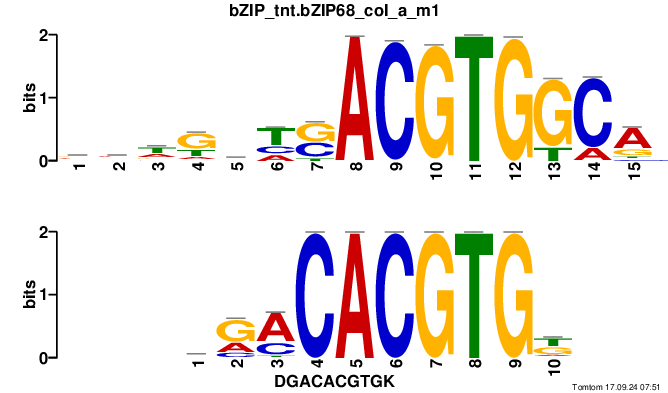 bZIP_tnt.bZIP68_col_a_m1
2
1
0
bits
1 2 3 4 5 6 7 8 9 10 11 12 13 14 15
TGACGTGGCA
2
1
0
bits
1 2 3 4 5 6 7 8 9 10
GACACGTGT
DGACACGTGK
Tomtom 17.09.24 07:51